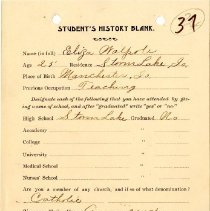 37
STUDENT'S HISTORY BLANK.
Name (in full) Eliza Walpole
Age 25 Residence Storm Lake, Ia
Place of Birth Manchester, Ia
Previous Occupation Teaching
Designate each of the following that you have attended by giving name of school, and if "graduated" write "yes" or "no"
High School Storm Lake Graduated No
Academy "
College "
University "
Medical School "
Nurses' School "
Are you a member of any church, and if so of what denomination?
Catholic